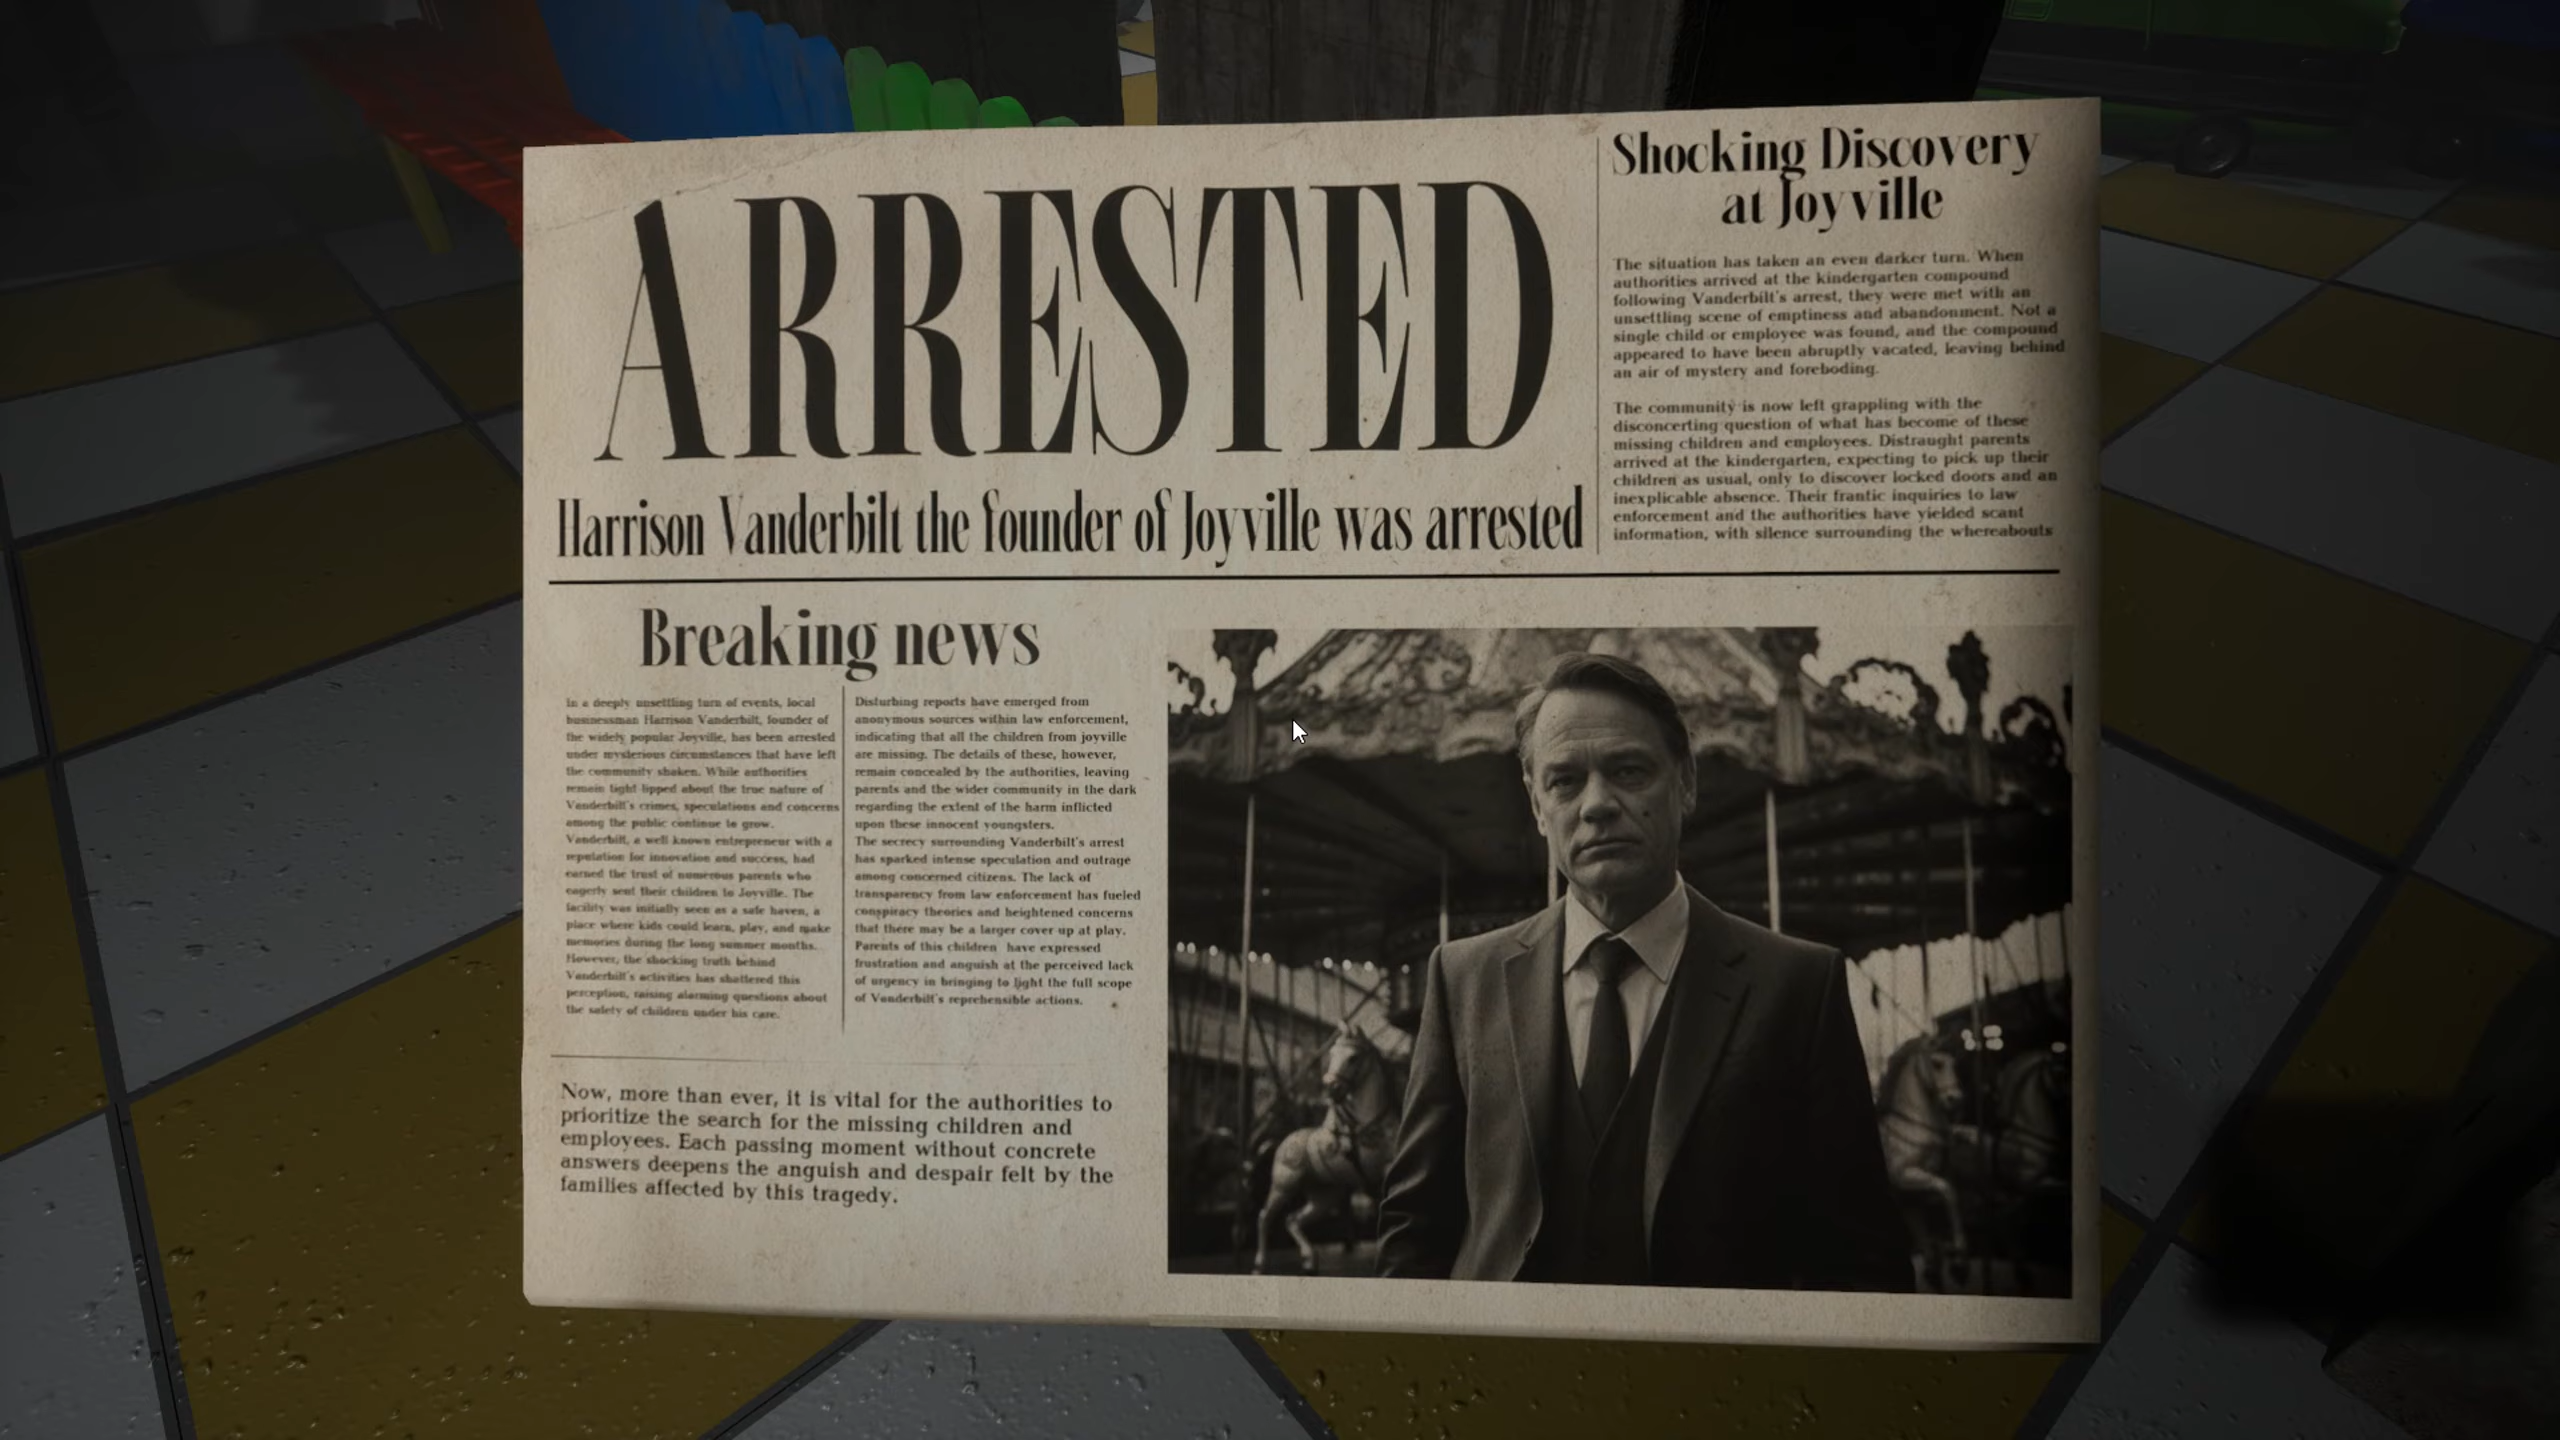 ARRESTED
Harrison Vanderbilt the founder of Joyville was arrested
Shocking Discovery
at Joyville
The situation has taken an even darker turn. When
authorities arrived at the kindergarten compound
following Vanderbilt's arrest, they were met with an
unsettling scene of emptiness and abandonment. Not a
single child or employee was found, and the compound
appeared to have been abruptly vacated, leaving behind
an air of mystery and foreboding.
The community is now left grappling with the
disconcerting question of what has become of these
missing children and employees. Distraught parents
arrived at the kindergarten, expecting to pick up their
children as usual, only to discover locked doors and an
inexplicable absence. Their frantic inquiries to law
enforcement and the authorities have yielded scant
information, with silence surrounding the whereabouts
Breaking news
In a deeply unsettling turn of events, local
businessman Harrison Vanderbilt, founder of
the widely popular Joyville, has been arrested
under mysterious circumstances that have left
the community shaken. While authorities
remain tight-lipped about the true nature of
Vanderbilt's crimes, speculations and concerns
among the public continue to grow.
Vanderbilt, a well known entrepreneur with a
reputation for innovation and success, had
earned the trust of numerous parents who
eagerly sent their children to Joyville. The
facility was initially seen as a safe haven, a
place where kids could learn, play, and make
memories during the long summer months.
However, the shocking truth behind
Vanderbilt's activities has shattered this
perception, raising alarming questions about
the safety of children under his care.
Disturbing reports have emerged from
anonymous sources within law enforcement,
indicating that all the children from joyville
are missing. The details of these, however,
remain concealed by the authorities, leaving
parents and the wider community in the dark
regarding the extent of the harm inflicted
upon these innocent youngsters.
The secrecy surrounding Vanderbilt's arrest
has sparked intense speculation and outrage
among concerned citizens. The lack of
transparency from law enforcement has fueled
conspiracy theories and heightened concerns
that there may be a larger cover up at play.
Parents of this children have expressed
frustration and anguish at the perceived lack
of urgency in bringing to light the full scope
of Vanderbilt's reprehensible actions.
Now, more than ever, it is vital for the authorities to
prioritize the search for the missing children and
employees. Each passing moment without concrete
answers deepens the anguish and despair felt by the
families affected by this tragedy.